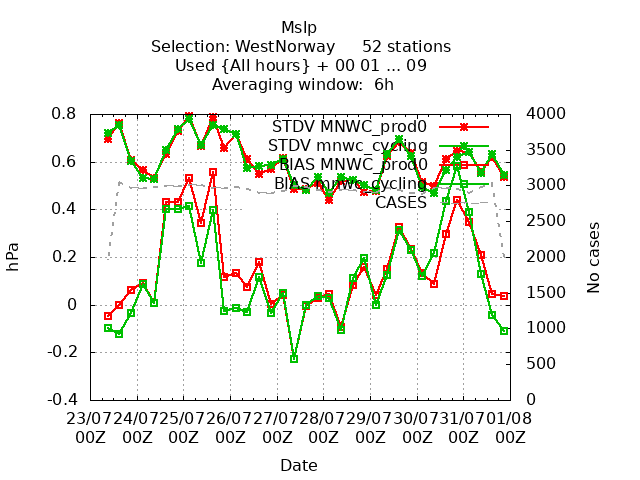 Mslp
Selection: WestNorway 52 stations
Used {All hours} + 00 01 ... 09
Averaging window: 6h
STDV MNWC_prod0
STDV mnwc_cycling
BIAS MNWC_prod0
BIAS mnwc_cycling
CASES
0.8
0.6
0.4
0.2
0
-0.2
-0.4
hPa
4000
3500
3000
2500
2000
1500
1000
500
0
No cases
23/07 24/07 25/07 26/07 27/07 28/07 29/07 30/07 31/07 01/08
00Z 00Z 00Z 00Z 00Z 00Z 00Z 00Z 00Z 00Z
Date